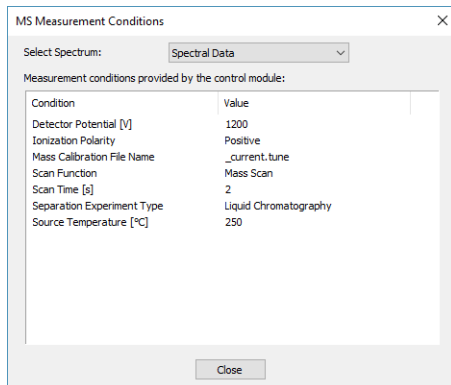 MS Measurement Conditions
Select Spectrum: Spectral Data
Measurement conditions provided by the control module:
Condition Value
Detector Potential [V] 1200
Ionization Polarity Positive
Mass Calibration File Name _current.tune
Scan Function Mass Scan
Scan Time [s] 2
Separation Experiment Type Liquid Chromatography
Source Temperature [°C] 250
Close